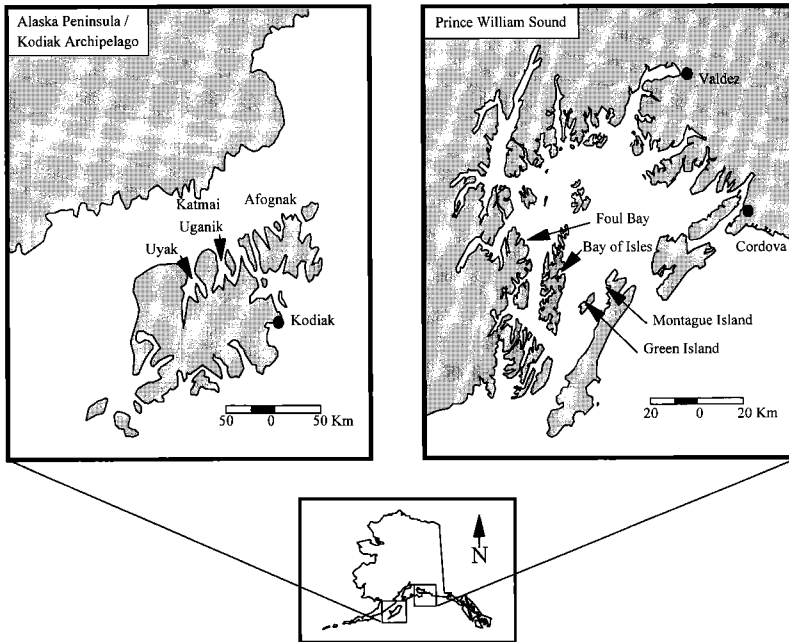 Alaska Peninsula /
Kodiak Archipelago
Katmai
Afognak
Uganik
Uyak
Kodiak
50 0 50 Km
Prince William Sound
Valdez
Foul Bay
Bay of Isles
Cordova
Montague Island
Green Island
20 0 20 Km
N